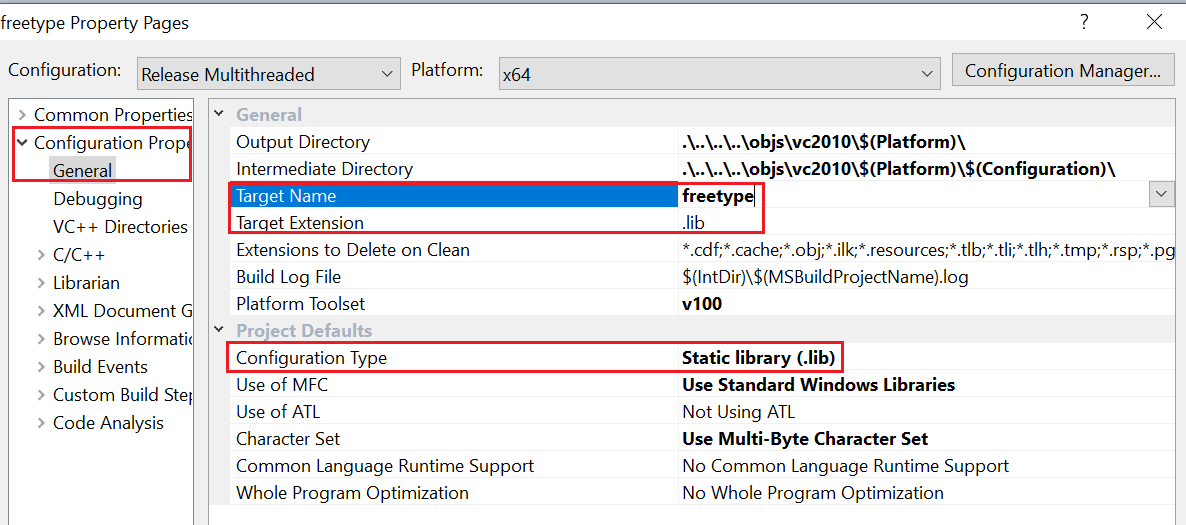 freetype Property Pages ?
Configuration: Release Multithreaded Platform: x64 Configuration Manager...
Common Properties
Configuration Prope
General
Debugging
VC++ Directories
C/C++
Librarian
XML Document G
Browse Informatic
Build Events
Custom Build Step
Code Analysis
General
Output Directory .\..\..\..\objs\vc2010\$(Platform)\
Intermediate Directory .\..\..\..\objs\vc2010\$(Platform)\$(Configuration)\
Target Name freetype
Target Extension .lib
Extensions to Delete on Clean *.cdf;*.cache;*.obj;*.ilk;*.resources;*.tlb;*.tli;*.tlh;*.tmp;*.rsp;*.pg
Build Log File $(IntDir)\$(MSBuildProjectName).log
Platform Toolset v100
Project Defaults
Configuration Type Static library (.lib)
Use of MFC Use Standard Windows Libraries
Use of ATL Not Using ATL
Character Set Use Multi-Byte Character Set
Common Language Runtime Support No Common Language Runtime Support
Whole Program Optimization No Whole Program Optimization